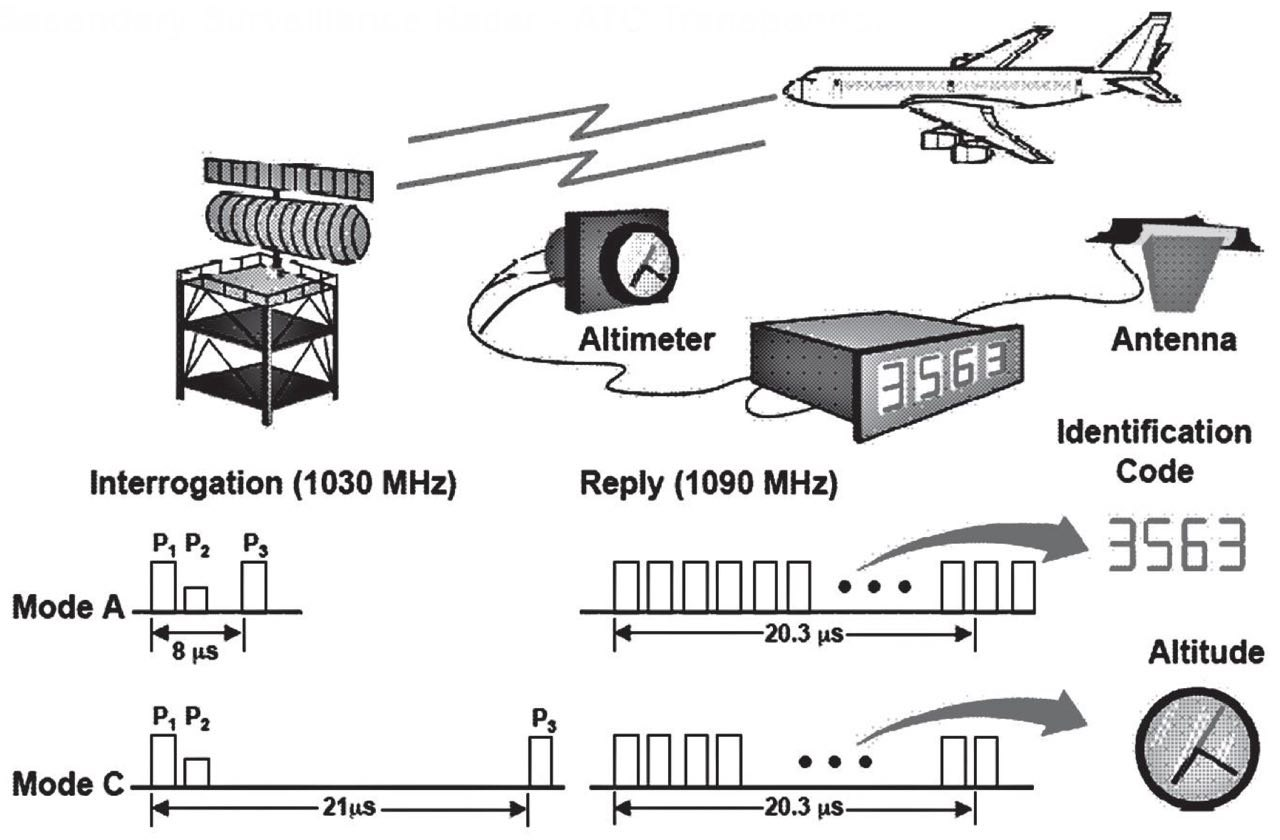 Altimeter
3563
Antenna
Interrogation (1030 MHz)
Reply (1090 MHz)
Identification
Code
3563
P1 P2 P3
Mode A
8 μs
20.3 μs
Altitude
P1 P2 P3
Mode C
21μs
20.3 μs